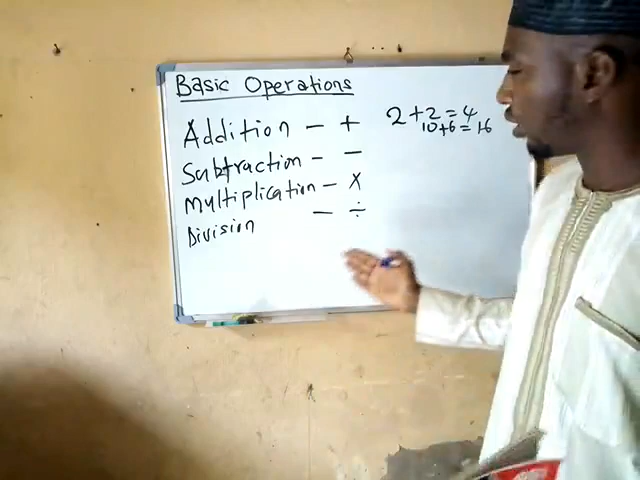 Basic Operations
Addition - +
2+2=4
10+6=16
Subtraction - -
Multiplication - ×
Division - ÷